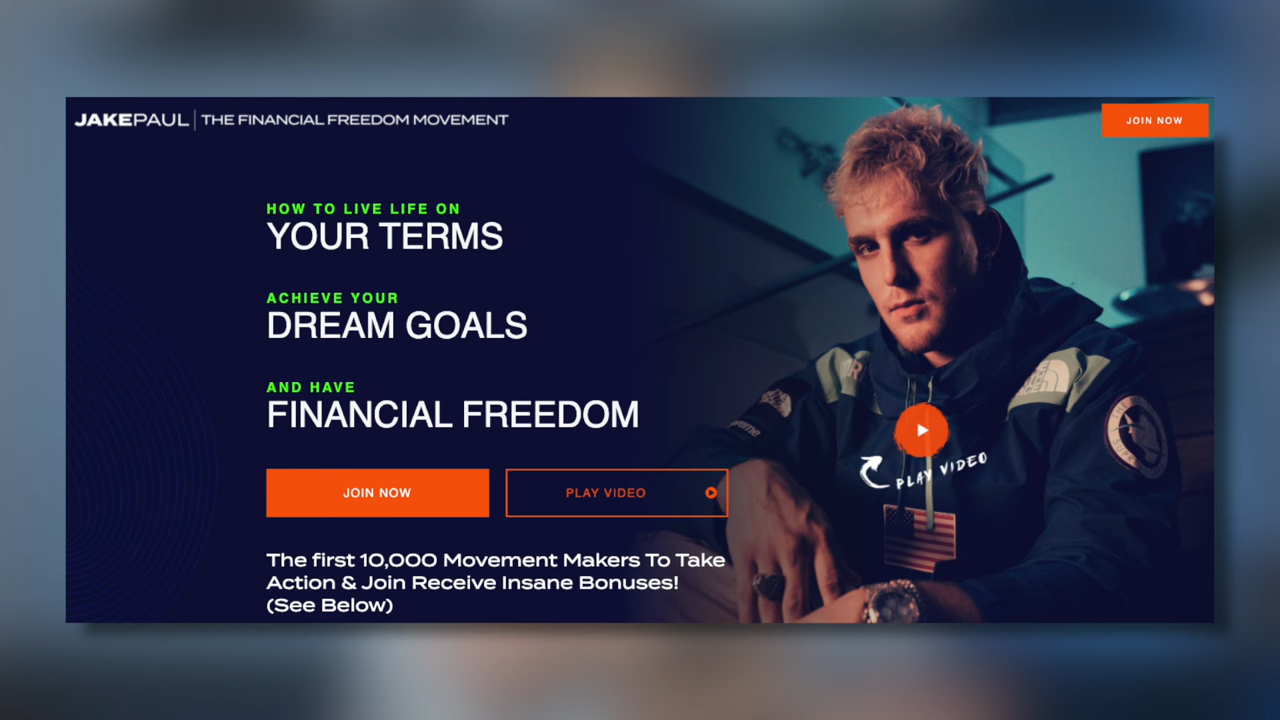 JAKEPAUL | THE FINANCIAL FREEDOM MOVEMENT
JOIN NOW
HOW TO LIVE LIFE ON
YOUR TERMS
ACHIEVE YOUR
DREAM GOALS
AND HAVE
FINANCIAL FREEDOM
JOIN NOW
PLAY VIDEO
PLAY VIDEO
The first 10,000 Movement Makers To Take
Action & Join Receive Insane Bonuses!
(See Below)